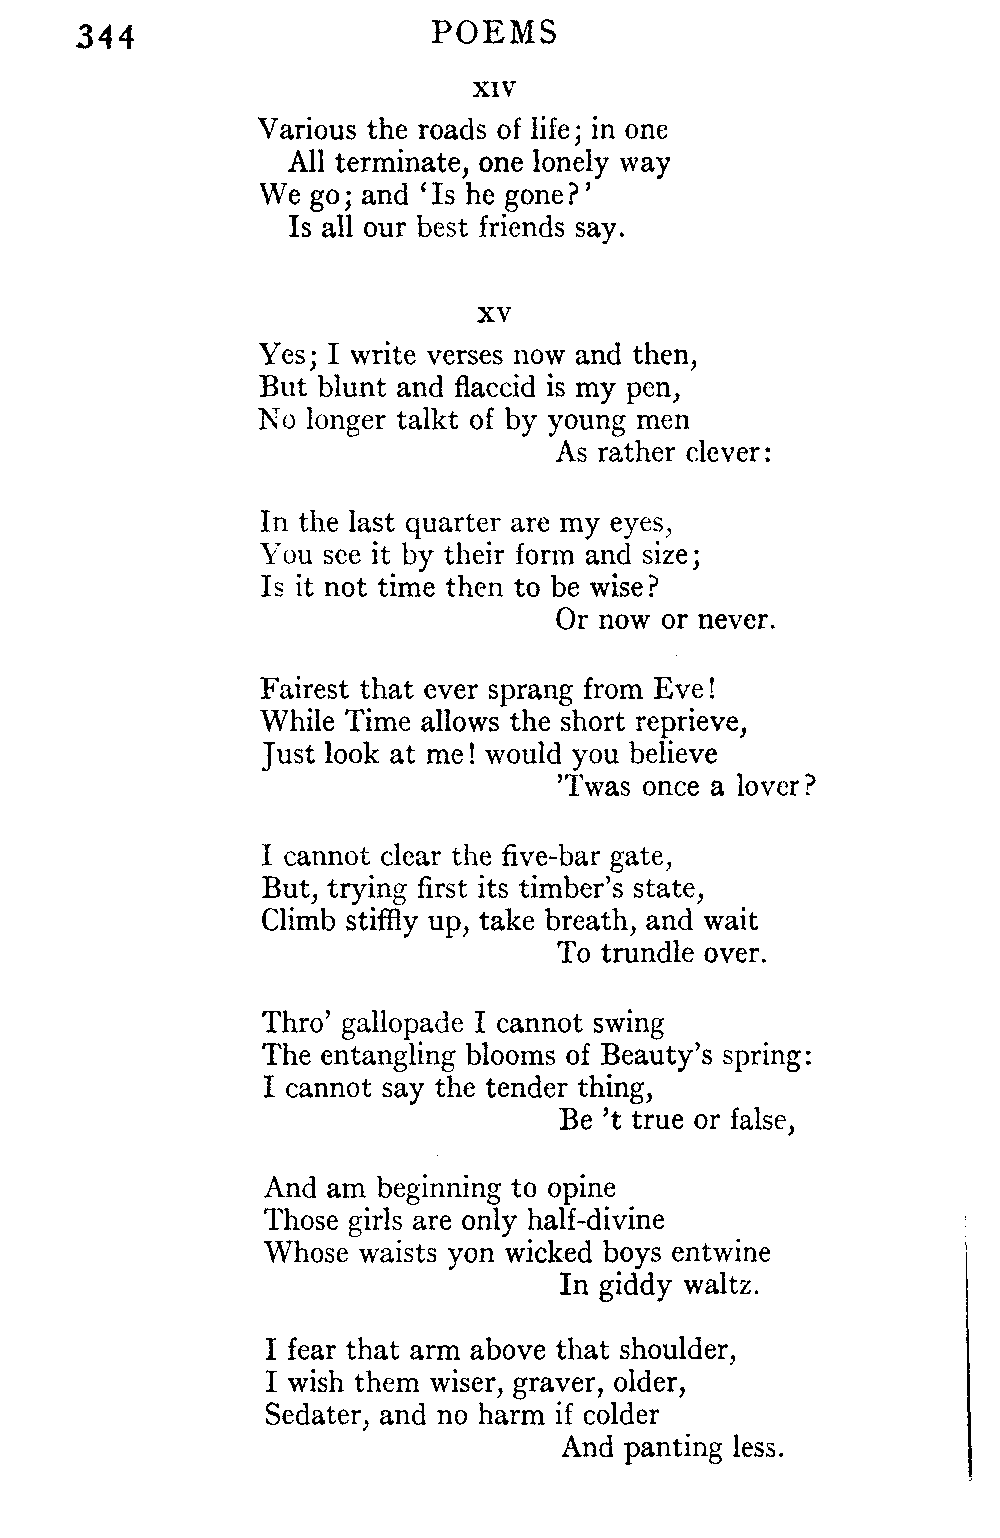 344 POEMS
XIV
Various the roads of life; in one
All terminate, one lonely way
We go; and ‘Is he gone?’
Is all our best friends say.
XV
Yes; I write verses now and then,
But blunt and flaccid is my pen,
No longer talkt of by young men
As rather clever:
In the last quarter are my eyes,
You see it by their form and size;
Is it not time then to be wise?
Or now or never.
Fairest that ever sprang from Eve!
While Time allows the short reprieve,
Just look at me! would you believe
’Twas once a lover?
I cannot clear the five-bar gate,
But, trying first its timber’s state,
Climb stiffly up, take breath, and wait
To trundle over.
Thro’ gallopade I cannot swing
The entangling blooms of Beauty’s spring:
I cannot say the tender thing,
Be ’t true or false,
And am beginning to opine
Those girls are only half-divine
Whose waists yon wicked boys entwine
In giddy waltz.
I fear that arm above that shoulder,
I wish them wiser, graver, older,
Sedater, and no harm if colder
And panting less.